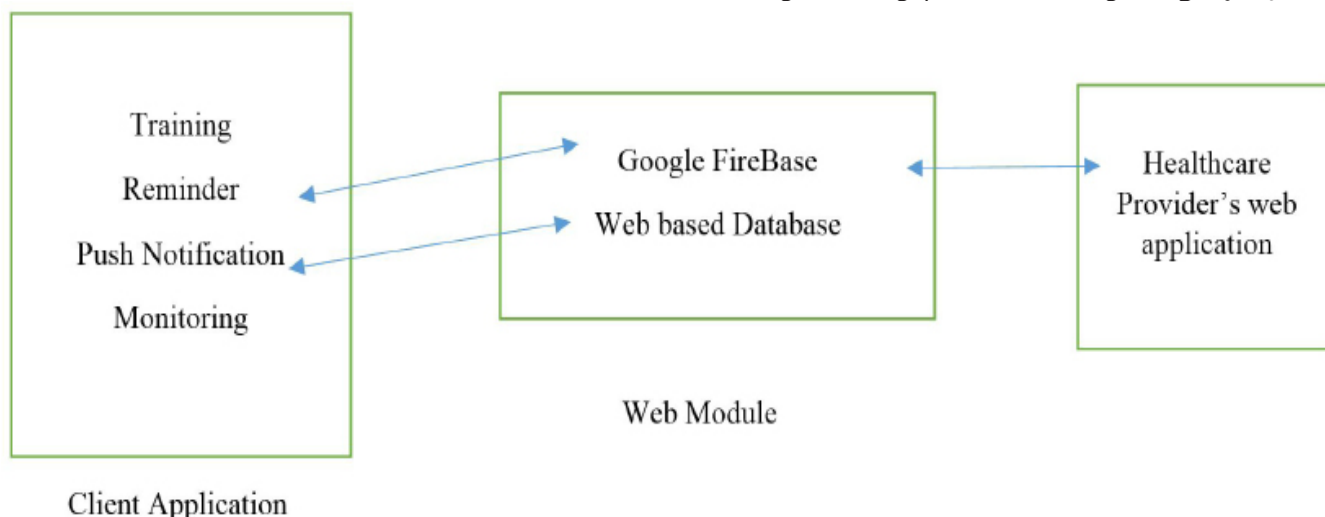 Training
Reminder
Push Notification
Monitoring
Client Application
Google FireBase
Web based Database
Web Module
Healthcare
Provider’s web
application